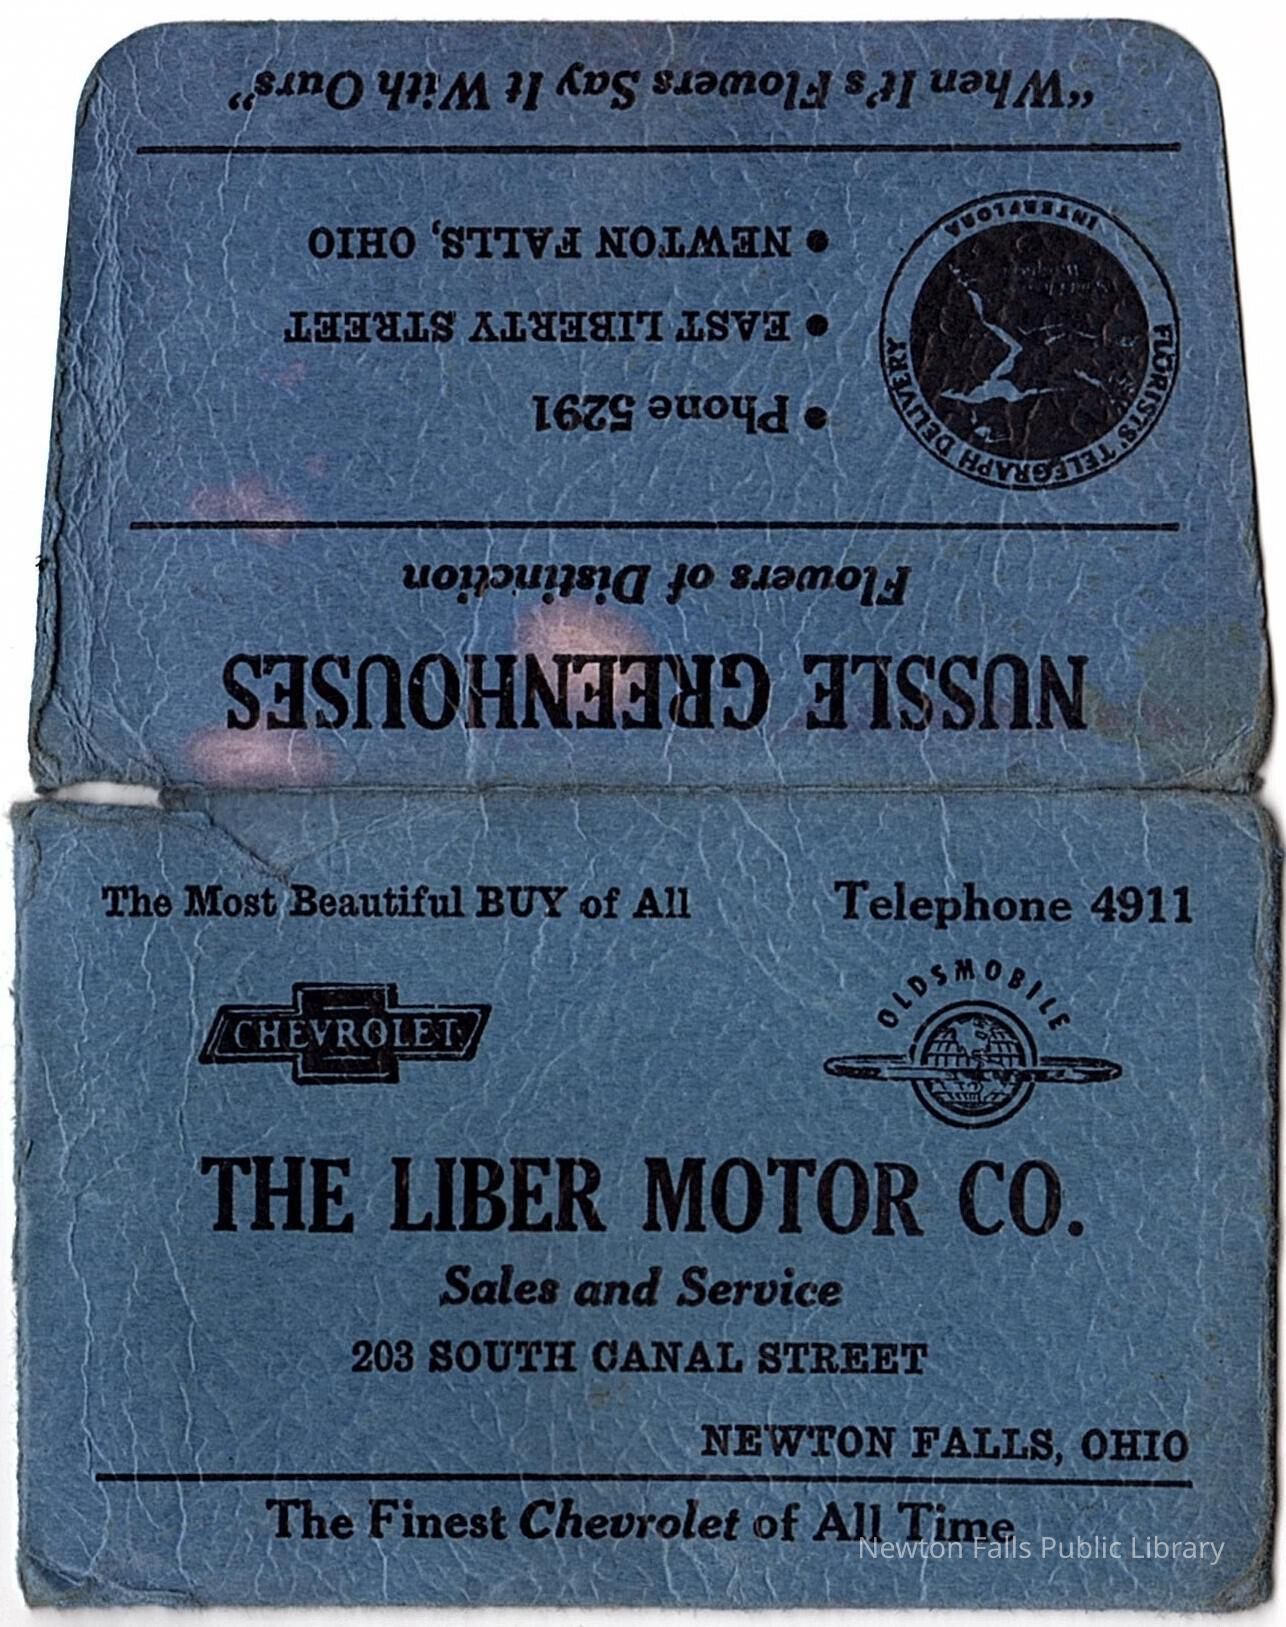 NUSSLE GREENHOUSES
Flowers of Distinction
FLORISTS' TELEGRAPH DELIVERY
INTERFLORA
• Phone 5291
• EAST LIBERTY STREET
• NEWTON FALLS, OHIO
"When It's Flowers Say It With Ours"
The Most Beautiful BUY of All
Telephone 4911
CHEVROLET
OLDSMOBILE
THE LIBER MOTOR CO.
Sales and Service
203 SOUTH CANAL STREET
NEWTON FALLS, OHIO
The Finest Chevrolet of All Time
Newton Falls Public Library